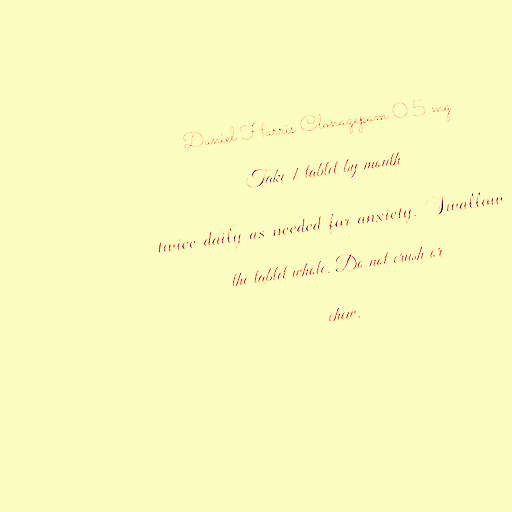 Daniel Harris Clonazepam 0.5 mg
Take 1 tablet by mouth
twice daily as needed for anxiety. Swallow
the tablet whole. Do not crush or
chew.